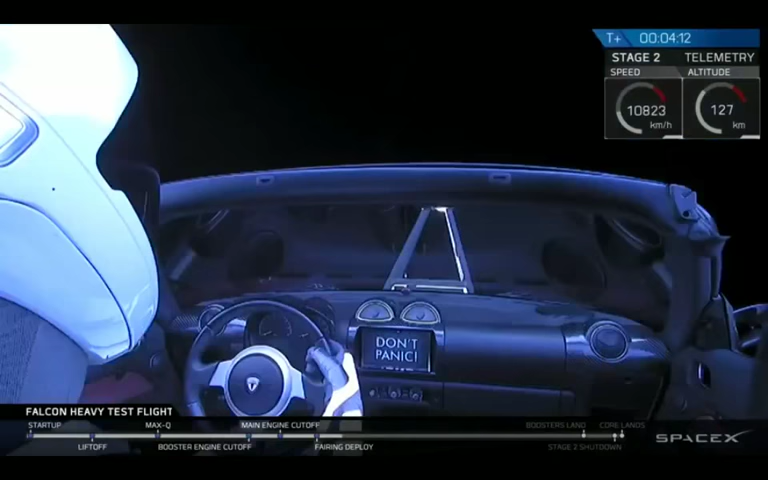 T+ 00:04:12
STAGE 2 TELEMETRY
SPEED ALTITUDE
10823 127
km/h km
DON'T
PANIC!
FALCON HEAVY TEST FLIGHT
STARTUP MAX-Q MAIN ENGINE CUTOFF BOOSTERS LAND CORE LANDS
LIFTOFF BOOSTER ENGINE CUTOFF FAIRING DEPLOY STAGE 2 SHUTDOWN
SPACEX